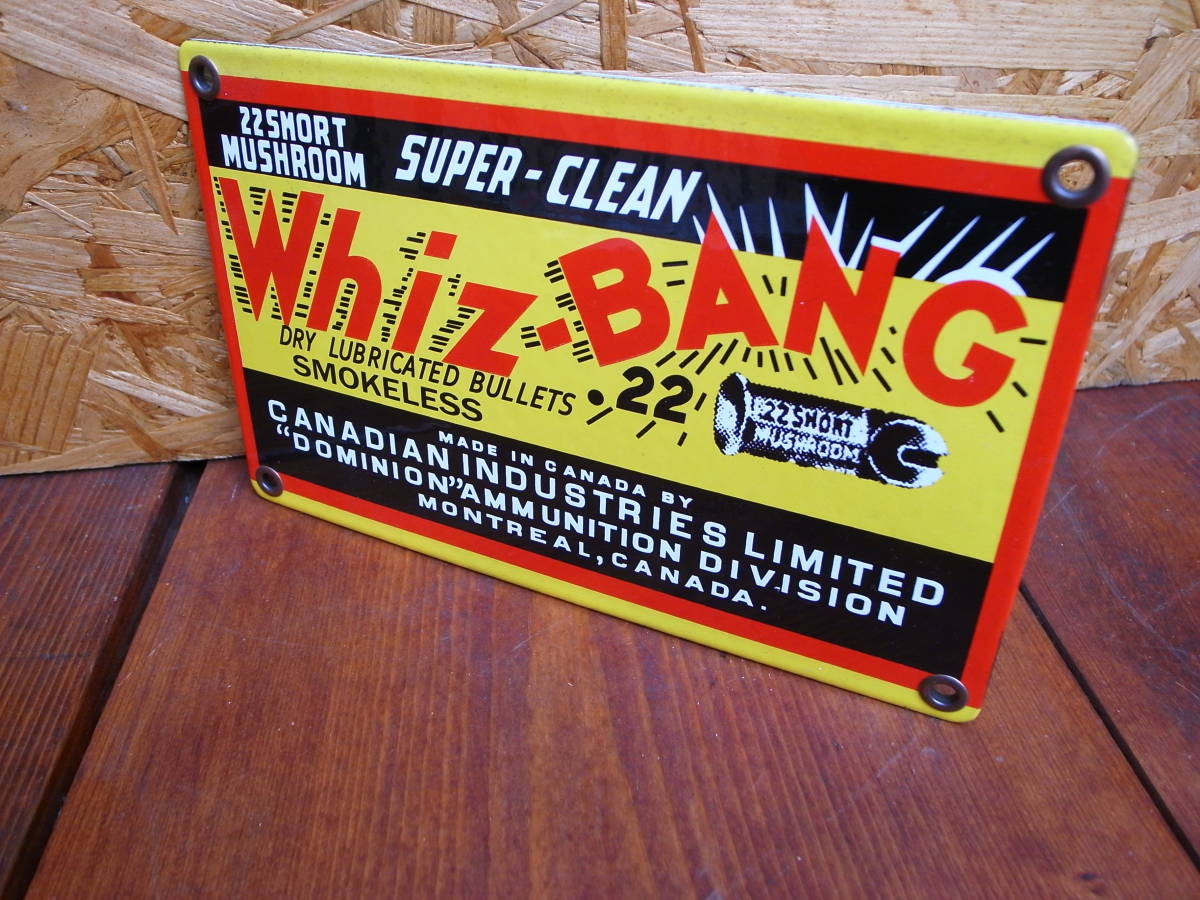 22 SHORT
MUSHROOM
SUPER-CLEAN
Whiz-BANG
DRY LUBRICATED BULLETS
SMOKELESS
.22
22 SHORT
MUSHROOM
MADE IN CANADA BY
CANADIAN INDUSTRIES LIMITED
"DOMINION" AMMUNITION DIVISION
MONTREAL, CANADA.